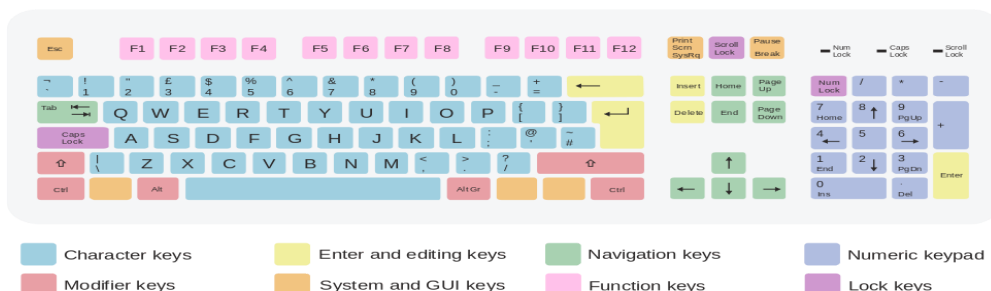 Esc F1 F2 F3 F4 F5 F6 F7 F8 F9 F10 F11 F12 Print Scrn SysRq Scroll Lock Pause Break Num Lock Caps Lock Scroll Lock
¬ ` ! 1 " 2 £ 3 $ 4 % 5 ^ 6 & 7 * 8 ( 9 ) 0 _ - + = ← Insert Home Page Up Num Lock / * -
Tab Q W E R T Y U I O P { [ } ] Delete End Page Down 7 Home 8 ↑ 9 PgUp +
Caps Lock A S D F G H J K L : ; @ ' ~ # 4 ← 5 6 →
⇧ | \ Z X C V B N M < , > . ? / ⇧ ↑ 1 End 2 ↓ 3 PgDn Enter
Ctrl Alt Alt Gr Ctrl ← ↓ → 0 Ins . Del
Character keys Enter and editing keys Navigation keys Numeric keypad
Modifier keys System and GUI keys Function keys Lock keys